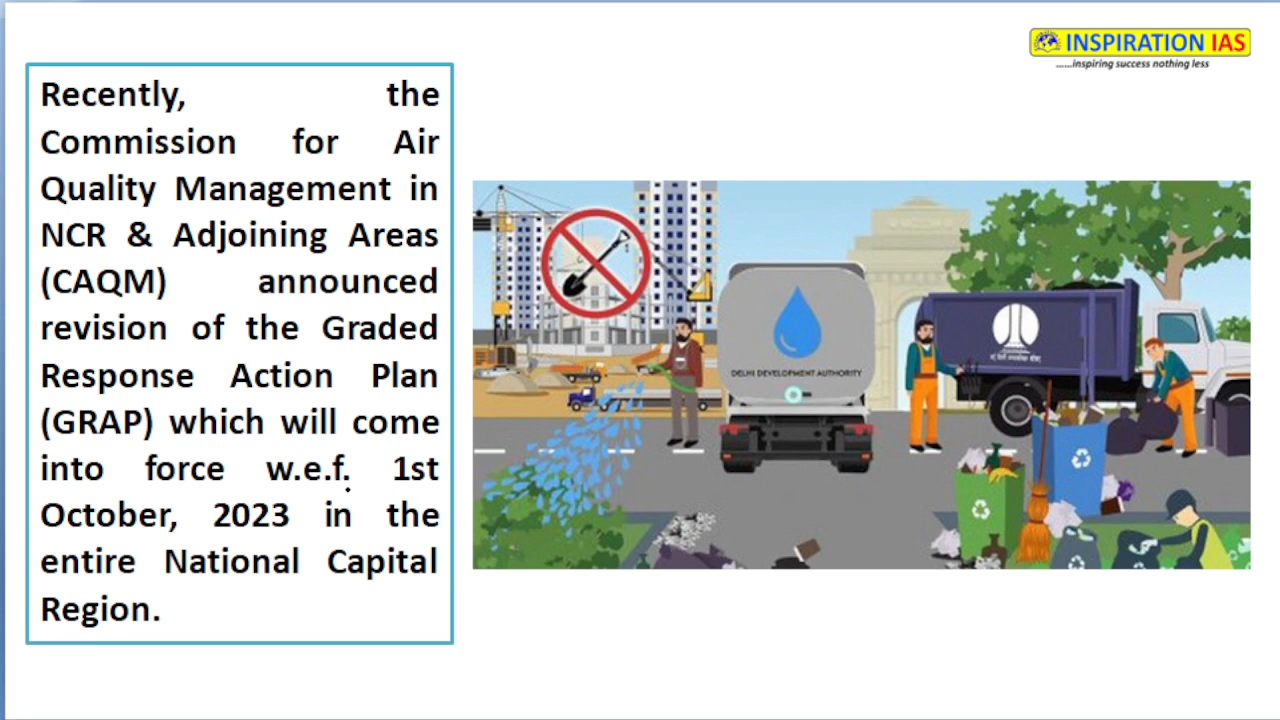 INSPIRATION IAS
......inspiring success nothing less
Recently, the
Commission for Air
Quality Management in
NCR & Adjoining Areas
(CAQM) announced
revision of the Graded
Response Action Plan
(GRAP) which will come
into force w.e.f. 1st
October, 2023 in the
entire National Capital
Region.
DELHI DEVELOPMENT AUTHORITY